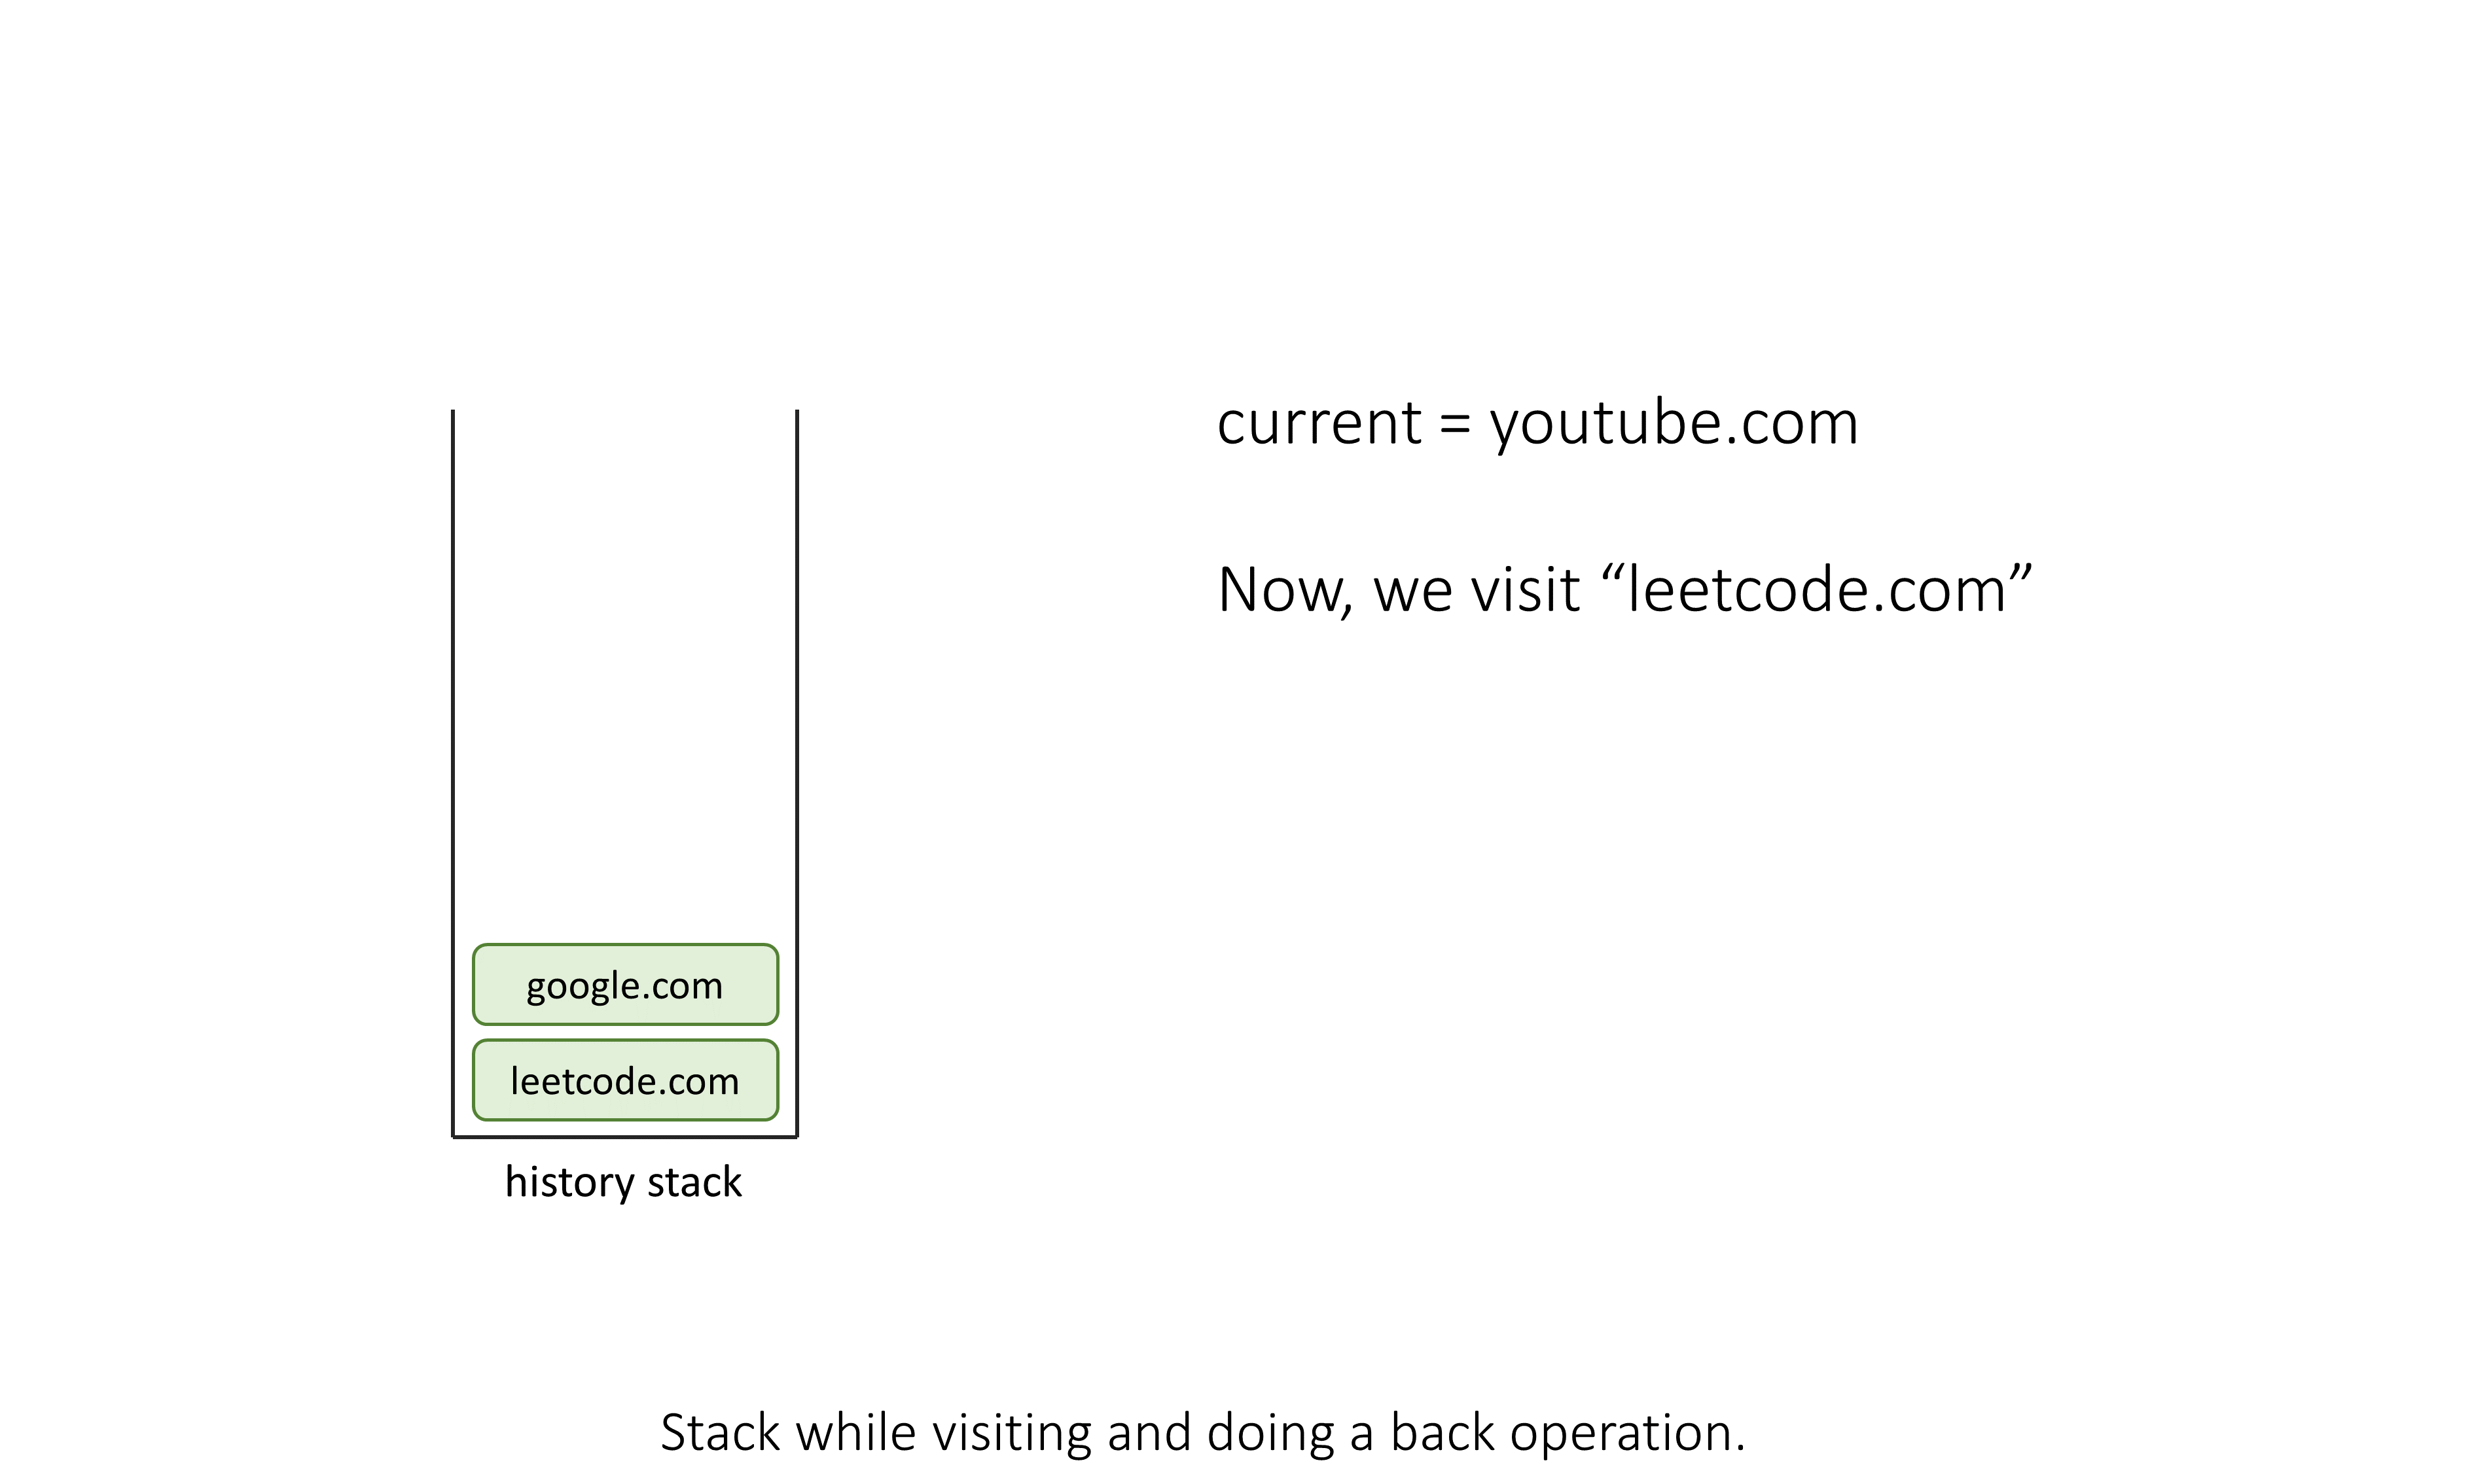 current = youtube.com
Now, we visit “leetcode.com”
google.com
leetcode.com
history stack
Stack while visiting and doing a back operation.